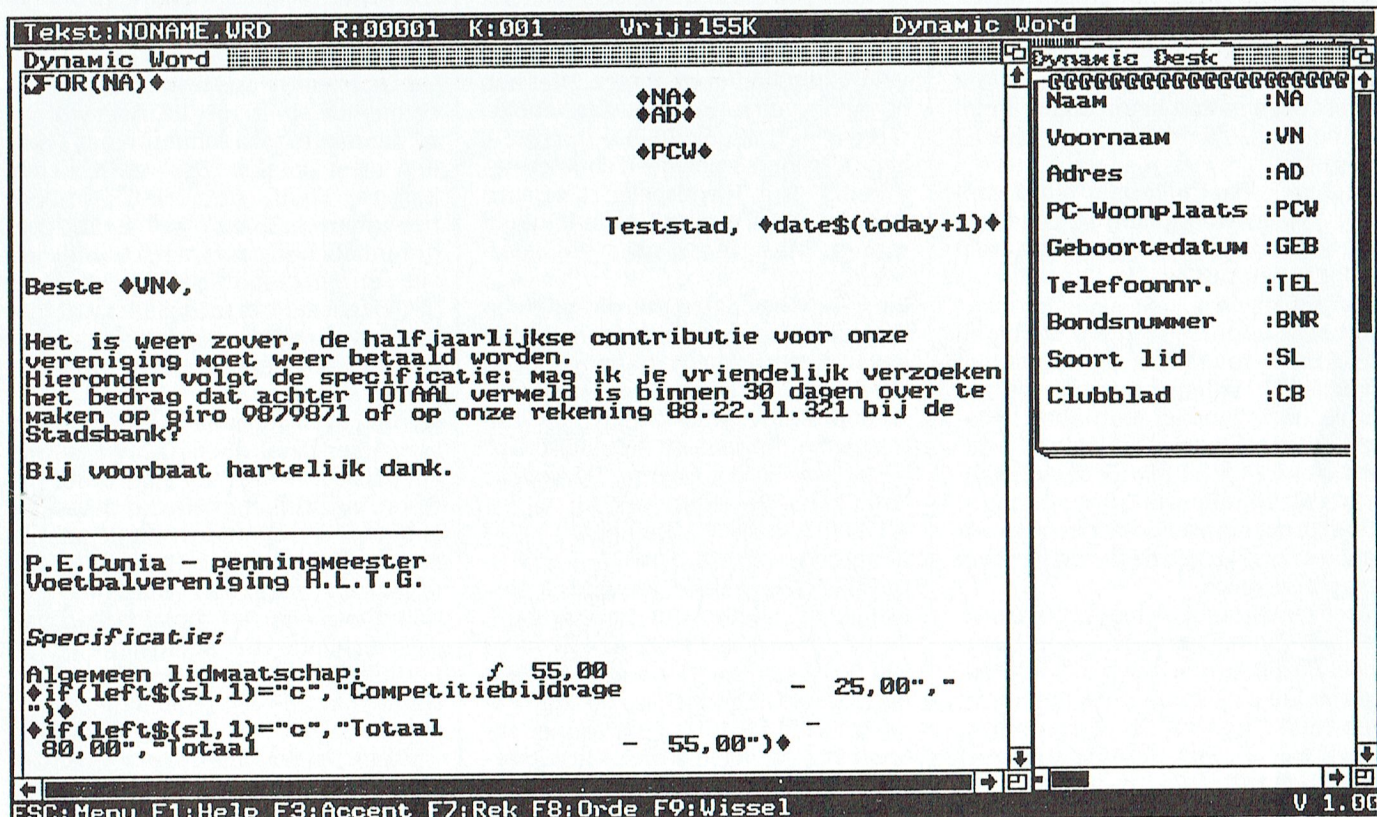 Tekst:NONAME.WRD R:00001 K:001 Vrij:155K Dynamic Word
Dynamic Word
FOR(NA)♦
♦NA♦
♦AD♦
♦PCW♦
Teststad, ♦date$(today+1)♦
Beste ♦VN♦,
Het is weer zover, de halfjaarlijkse contributie voor onze
vereniging moet weer betaald worden.
Hieronder volgt de specificatie: mag ik je vriendelijk verzoeken
het bedrag dat achter TOTAAL vermeld is binnen 30 dagen over te
maken op giro 9879871 of op onze rekening 88.22.11.321 bij de
Stadsbank?
Bij voorbaat hartelijk dank.
P.E.Cunia - penningmeester
Voetbalvereniging A.L.T.G.
Specificatie:
Algemeen lidmaatschap: ƒ 55,00
♦if(left$(sl,1)="c","Competitiebijdrage - 25,00","
")♦
♦if(left$(sl,1)="c","Totaal -
80,00","Totaal - 55,00")♦
Dynamic Desk
@@@@@@@@@@@@@@@@@@@@
Naam :NA
Voornaam :VN
Adres :AD
PC-Woonplaats :PCW
Geboortedatum :GEB
Telefoonnr. :TEL
Bondsnummer :BNR
Soort lid :SL
Clubblad :CB
ESC:Menu F1:Help F3:Accent F7:Rek F8:Orde F9:Wissel V 1.00